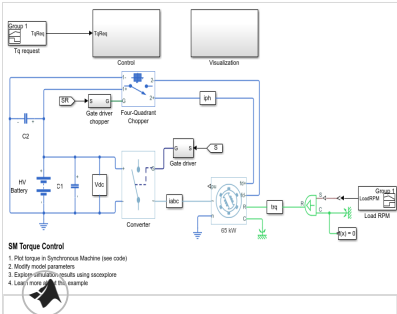 Group 1
TqReq
Tq request
TqReq
Control
Visualization
SR
S
G
Gate driver
chopper
Four-Quadrant
Chopper
iph
C2
HV
Battery
C1
Vdc
Converter
G
S
Gate driver
S
iabc
65 kW
trq
R
S
C
f(x) = 0
Group 1
LoadRPM
Load RPM
SM Torque Control
1. Plot torque in Synchronous Machine (see code)
2. Modify model parameters
3. Explore simulation results using sscexplore
4. Learn more about this example